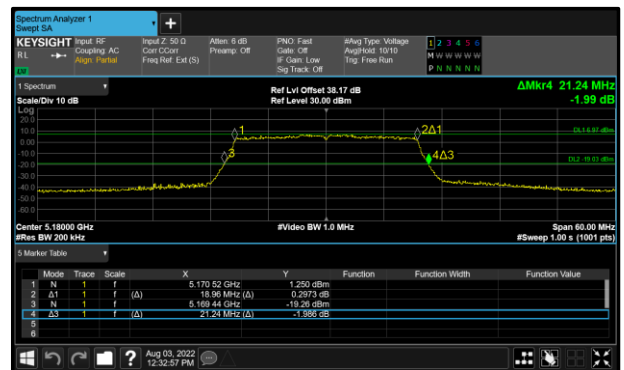 Spectrum Analyzer 1
Swept SA
+
KEYSIGHT Input: RF Input Z: 50 Ω Atten: 6 dB PNO: Fast #Avg Type: Voltage 1 2 3 4 5 6
RL Coupling: AC Corr CCorr Preamp: Off Gate: Off Avg|Hold: 10/10 M W W W W W
Align: Partial Freq Ref: Ext (S) IF Gain: Low Trig: Free Run
Sig Track: Off P N N N N N
LW
1 Spectrum
Scale/Div 10 dB
Ref Lvl Offset 38.17 dB
Ref Level 30.00 dBm
ΔMkr4 21.24 MHz
-1.99 dB
Log
20.0
10.0
0.00
-10.0
-20.0
-30.0
-40.0
-50.0
-60.0
1
2Δ1
3
4Δ3
DL1 6.97 dBm
DL2 -19.03 dBm
Center 5.18000 GHz #Video BW 1.0 MHz Span 60.00 MHz
#Res BW 200 kHz #Sweep 1.00 s (1001 pts)
5 Marker Table
Mode Trace Scale X Y Function Function Width Function Value
1 N 1 f 5.170 52 GHz 1.250 dBm
2 Δ1 1 f (Δ) 18.96 MHz (Δ) 0.2973 dB
3 N 1 f 5.169 44 GHz -19.26 dBm
4 Δ3 1 f (Δ) 21.24 MHz (Δ) -1.986 dB
5
6
? Aug 03, 2022
12:32:57 PM